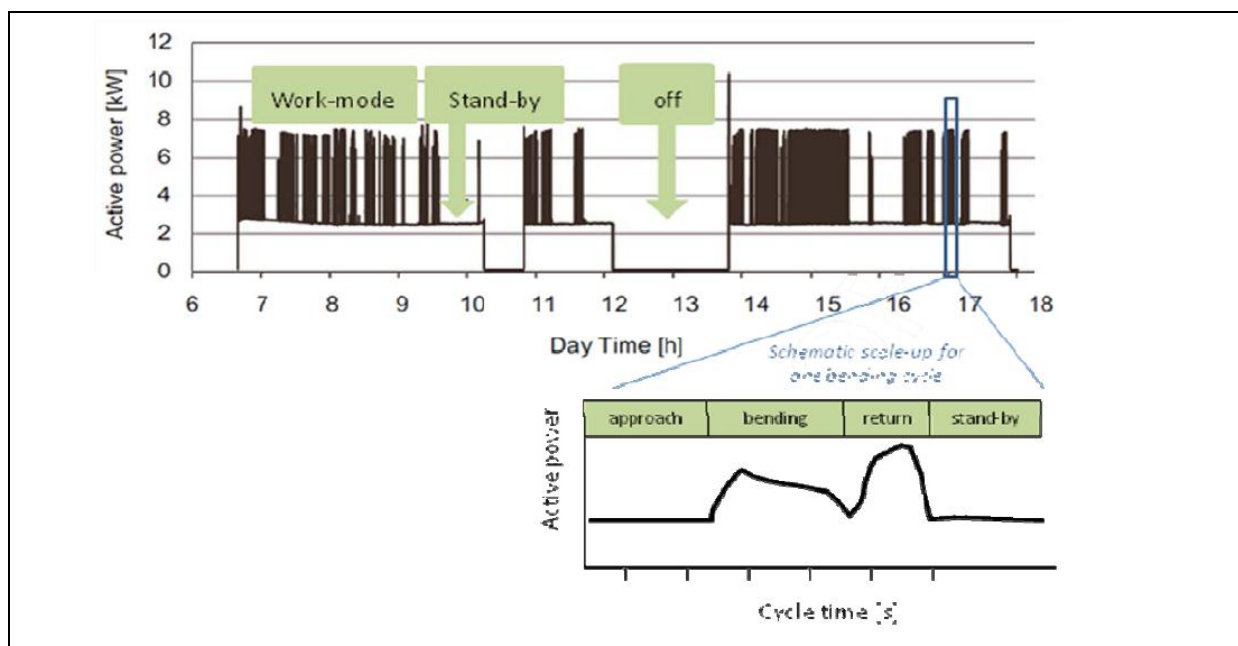 12
10
8
6
4
2
0
Active power [kW]
Work-mode
Stand-by
off
6 7 8 9 10 11 12 13 14 15 16 17 18
Day Time [h]
Schematic scale-up for
one bending cycle
approach bending return stand-by
Active power
Cycle time [s]